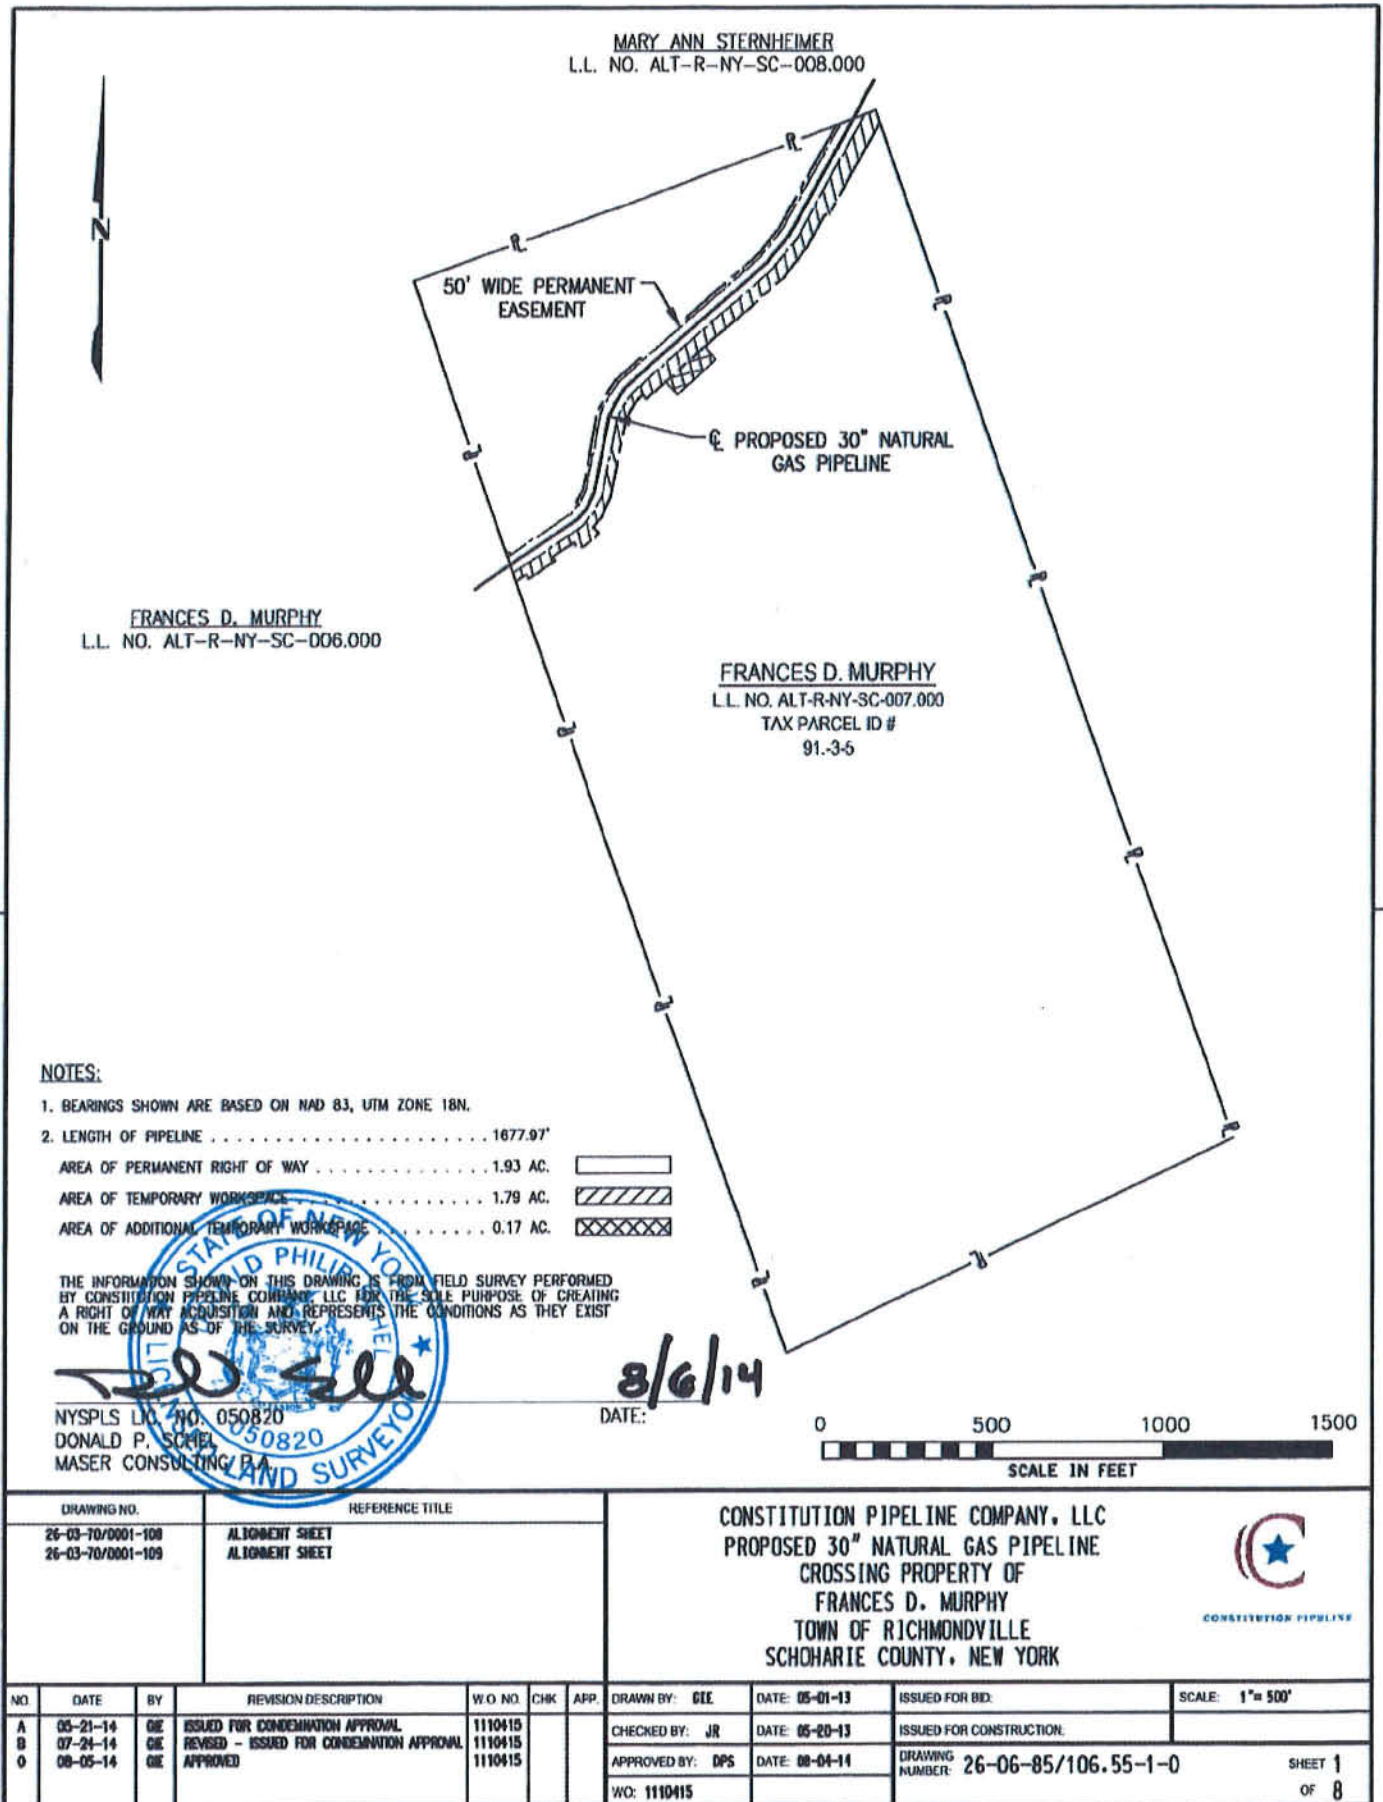 MARY ANN STERNHEIMER
L.L. NO. ALT-R-NY-SC-008.000
N
50' WIDE PERMANENT
EASEMENT
℄ PROPOSED 30" NATURAL
GAS PIPELINE
FRANCES D. MURPHY
L.L. NO. ALT-R-NY-SC-006.000
FRANCES D. MURPHY
L.L. NO. ALT-R-NY-SC-007.000
TAX PARCEL ID #
91.-3-5
NOTES:
1. BEARINGS SHOWN ARE BASED ON NAD 83, UTM ZONE 18N.
2. LENGTH OF PIPELINE . . . . . . . . . . . . . . . . . . . . . . . . 1677.97'
AREA OF PERMANENT RIGHT OF WAY . . . . . . . . . . . . . . 1.93 AC.
AREA OF TEMPORARY WORKSPACE . . . . . . . . . . . . . . . . 1.79 AC.
AREA OF ADDITIONAL TEMPORARY WORKSPACE . . . . . . . . . 0.17 AC.
THE INFORMATION SHOWN ON THIS DRAWING IS FROM FIELD SURVEY PERFORMED
BY CONSTITUTION PIPELINE COMPANY, LLC FOR THE SOLE PURPOSE OF CREATING
A RIGHT OF WAY ACQUISITION AND REPRESENTS THE CONDITIONS AS THEY EXIST
ON THE GROUND AS OF THE SURVEY.
STATE OF NEW YORK
DONALD PHILIP SCHEL
050820
LICENSED LAND SURVEYOR
8/6/14
NYSPLS LIC. NO. 050820
DATE:
DONALD P. SCHEL
MASER CONSULTING P.A.
0 500 1000 1500
SCALE IN FEET
DRAWING NO. REFERENCE TITLE
26-03-70/0001-108 ALIGNMENT SHEET
26-03-70/0001-109 ALIGNMENT SHEET
CONSTITUTION PIPELINE COMPANY, LLC
PROPOSED 30" NATURAL GAS PIPELINE
CROSSING PROPERTY OF
FRANCES D. MURPHY
TOWN OF RICHMONDVILLE
SCHOHARIE COUNTY, NEW YORK
CONSTITUTION PIPELINE
NO. DATE BY REVISION DESCRIPTION W.O NO. CHK APP.
A 05-21-14 GIE ISSUED FOR CONDEMNATION APPROVAL 1110415
B 07-24-14 GIE REVISED - ISSUED FOR CONDEMNATION APPROVAL 1110415
0 08-05-14 GIE APPROVED 1110415
DRAWN BY: GIE DATE: 05-01-13 ISSUED FOR BID: SCALE: 1"= 500'
CHECKED BY: JR DATE: 05-20-13 ISSUED FOR CONSTRUCTION:
APPROVED BY: DPS DATE: 08-04-14 DRAWING NUMBER: 26-06-85/106.55-1-0 SHEET 1
WO: 1110415 OF 8